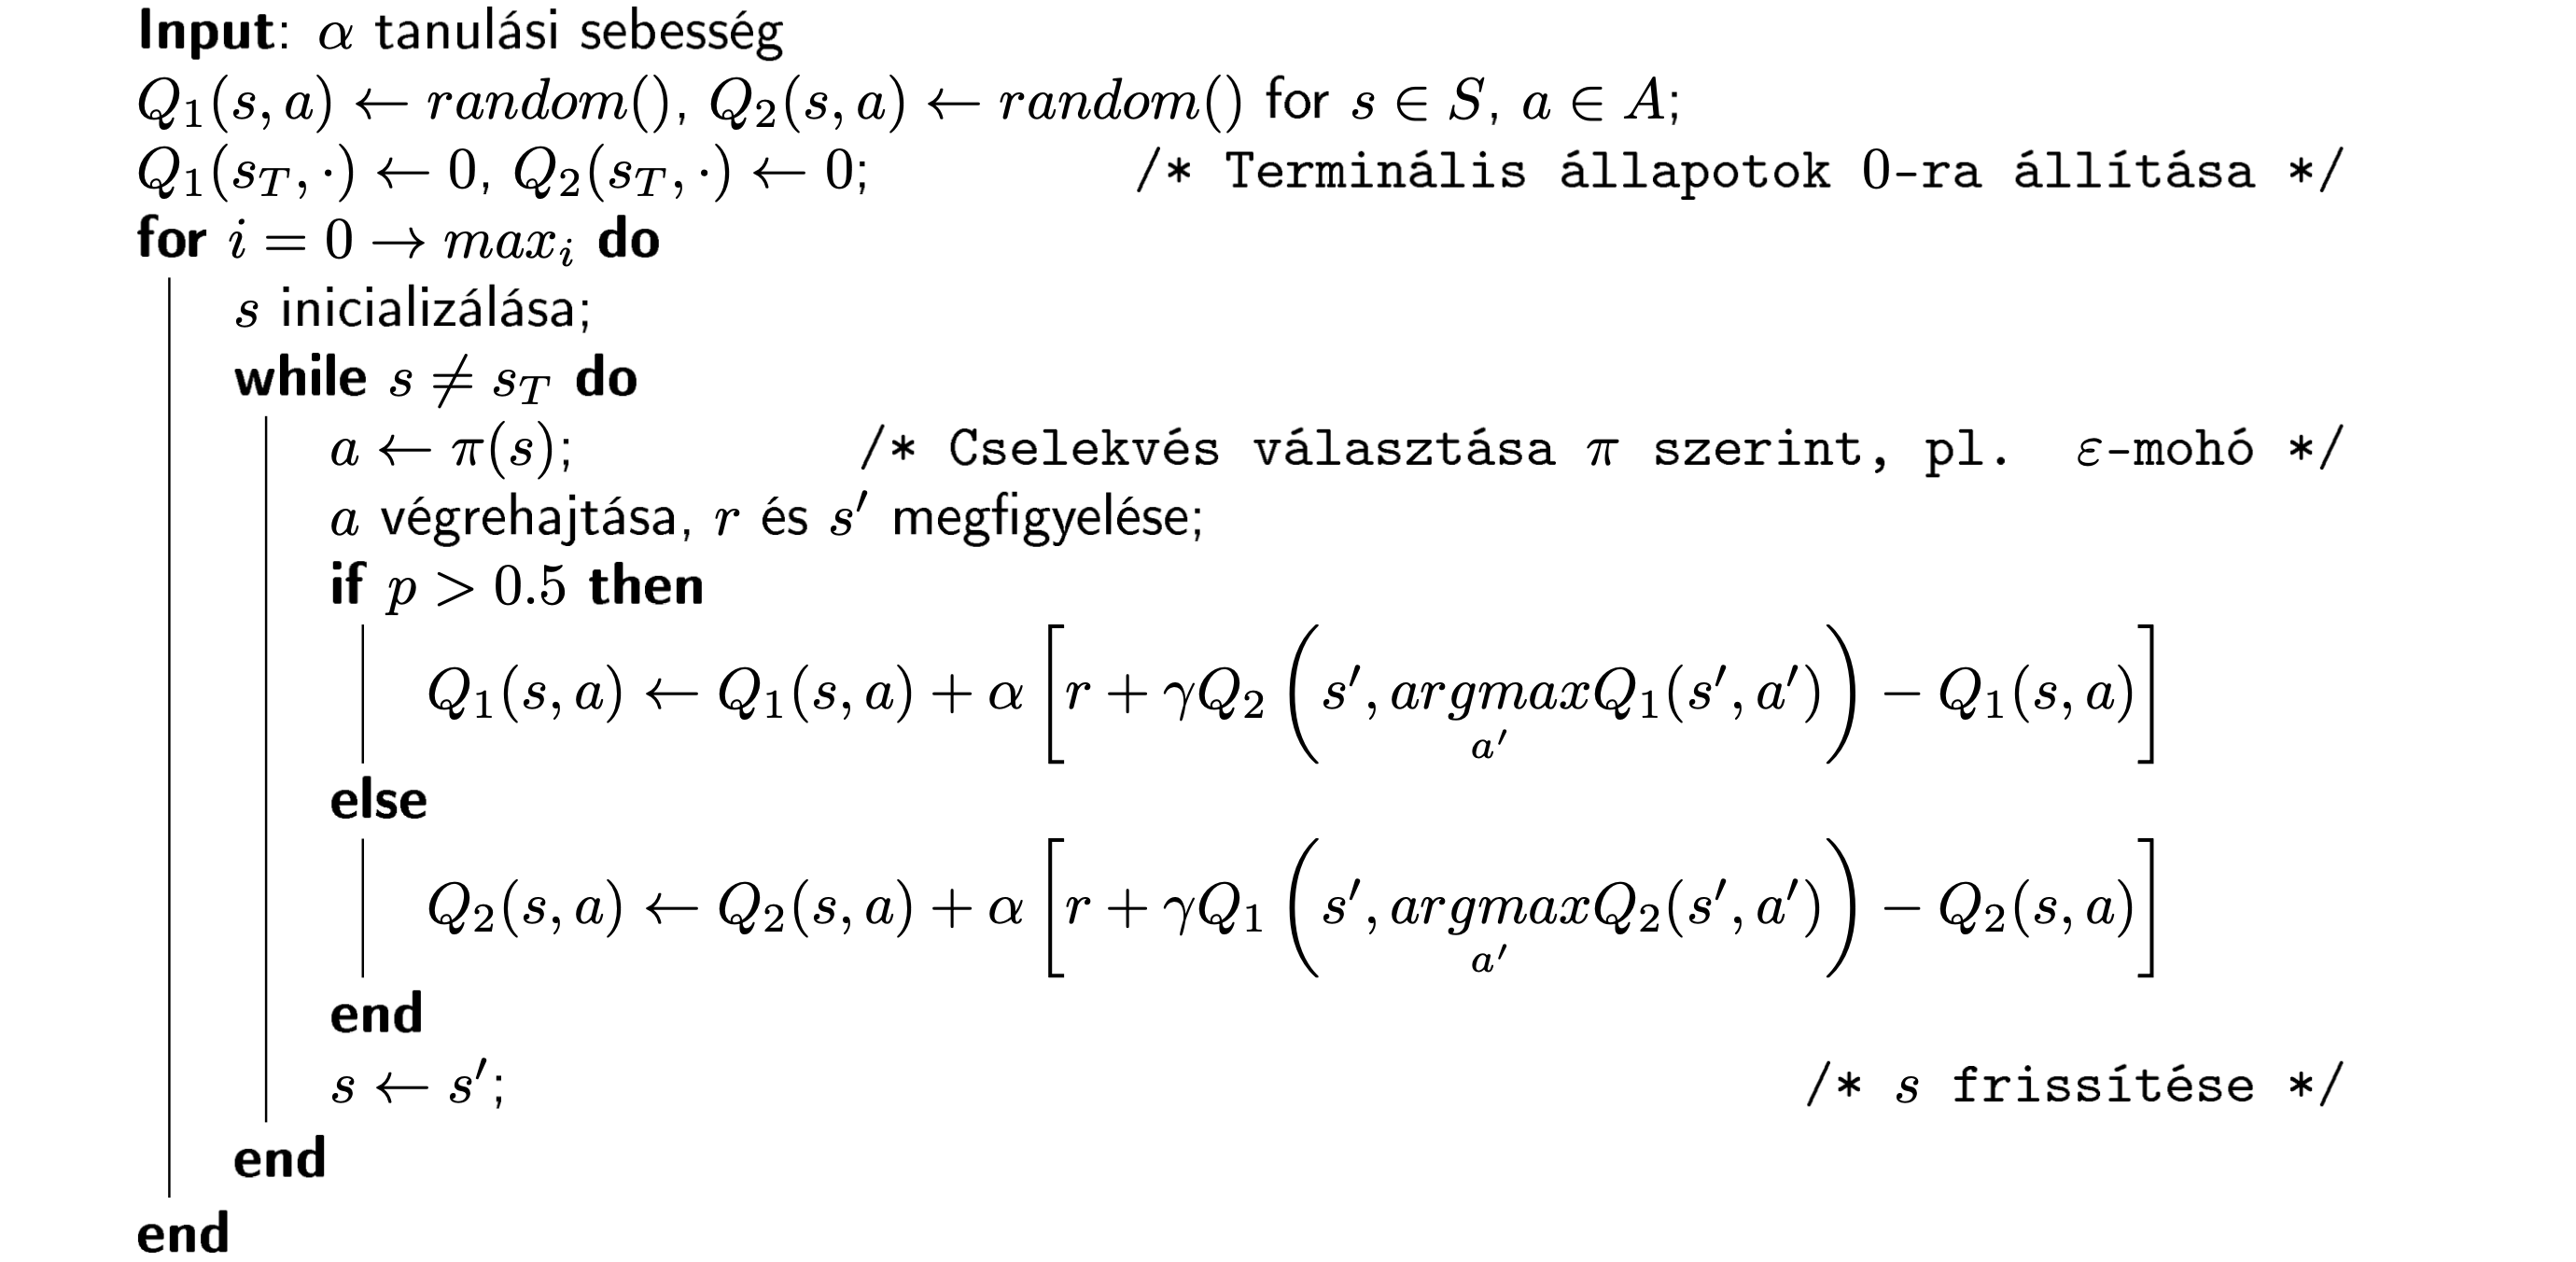 Input: α tanulási sebesség
Q₁(s, a) ← random(), Q₂(s, a) ← random() for s ∈ S, a ∈ A;
Q₁(s_T, ·) ← 0, Q₂(s_T, ·) ← 0; /* Terminális állapotok 0-ra állítása */
for i = 0 → max_i do
s inicializálása;
while s ≠ s_T do
a ← π(s); /* Cselekvés választása π szerint, pl. ε-mohó */
a végrehajtása, r és s′ megfigyelése;
if p > 0.5 then
Q₁(s, a) ← Q₁(s, a) + α [r + γQ₂ (s′, argmax_{a′} Q₁(s′, a′)) − Q₁(s, a)]
else
Q₂(s, a) ← Q₂(s, a) + α [r + γQ₁ (s′, argmax_{a′} Q₂(s′, a′)) − Q₂(s, a)]
end
s ← s′; /* s frissítése */
end
end